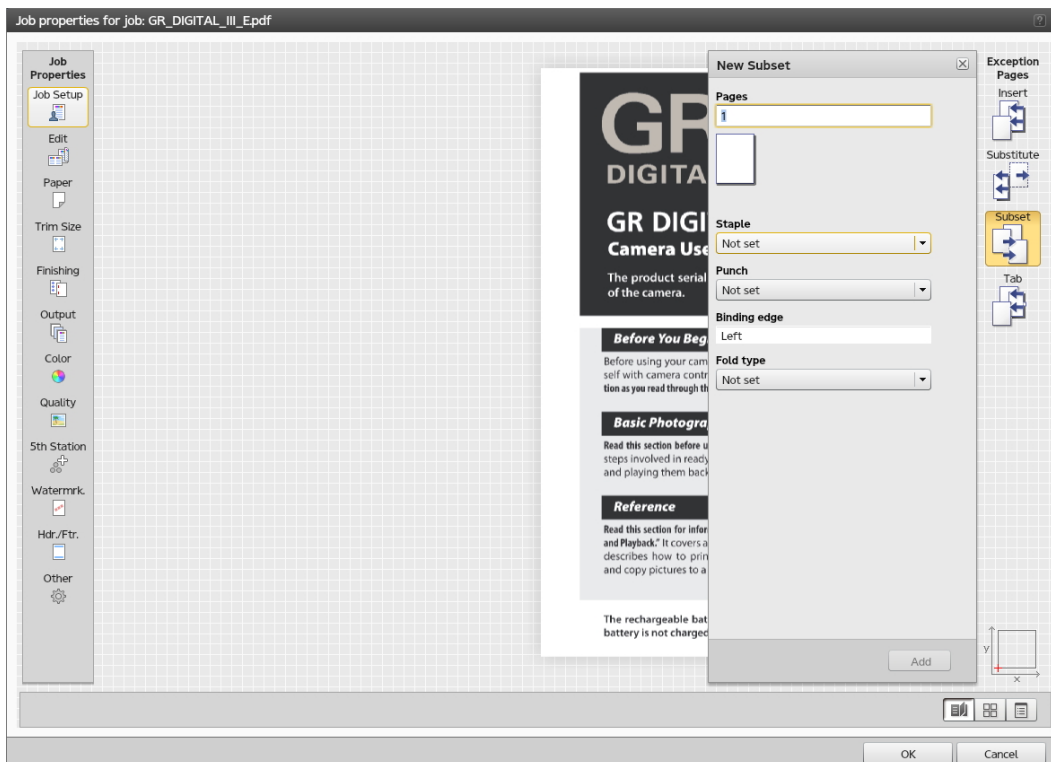 Job properties for job: GR_DIGITAL_III_E.pdf
?
Job
Properties
Job Setup
Edit
Paper
Trim Size
Finishing
Output
Color
Quality
5th Station
Watermrk.
Hdr./Ftr.
Other
GR
DIGITA
GR DIGI
Camera Use
The product serial
of the camera.
Before You Beg
Before using your cam
self with camera contr
tion as you read through th
Basic Photogra
Read this section before u
steps involved in ready
and playing them back
Reference
Read this section for infor
and Playback." It covers a
describes how to prin
and copy pictures to a
The rechargeable bat
battery is not charged
New Subset
Pages
1
Staple
Not set
Punch
Not set
Binding edge
Left
Fold type
Not set
Add
Exception
Pages
Insert
Substitute
Subset
Tab
y
x
OK
Cancel